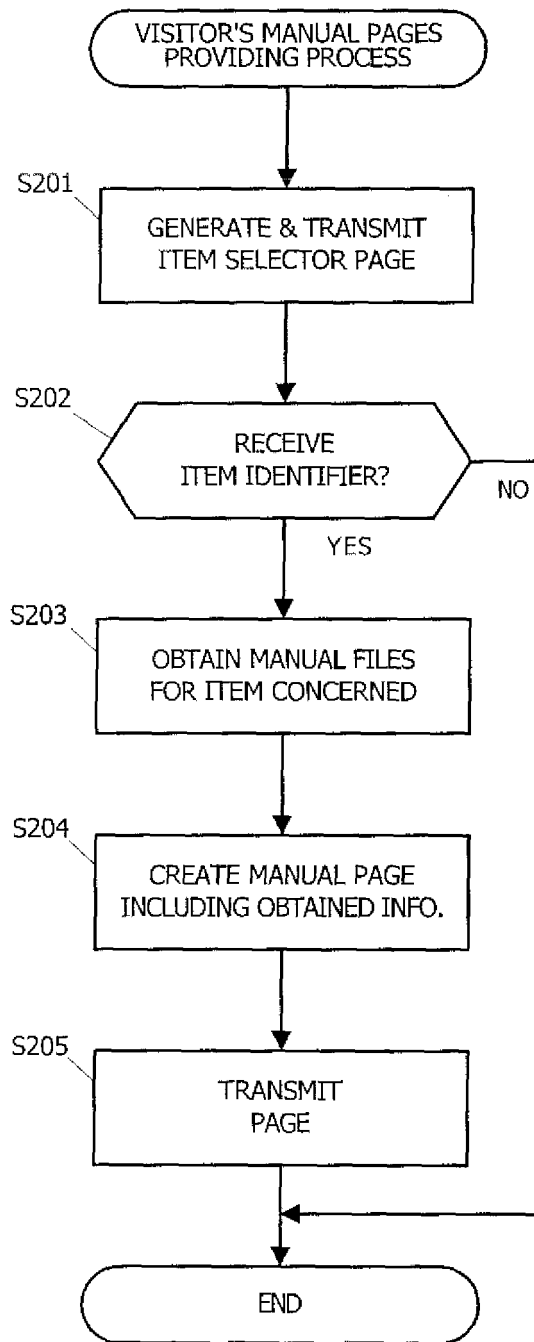 VISITOR'S MANUAL PAGES
PROVIDING PROCESS
S201
GENERATE & TRANSMIT
ITEM SELECTOR PAGE
S202
RECEIVE
ITEM IDENTIFIER?
NO
YES
S203
OBTAIN MANUAL FILES
FOR ITEM CONCERNED
S204
CREATE MANUAL PAGE
INCLUDING OBTAINED INFO.
S205
TRANSMIT
PAGE
END